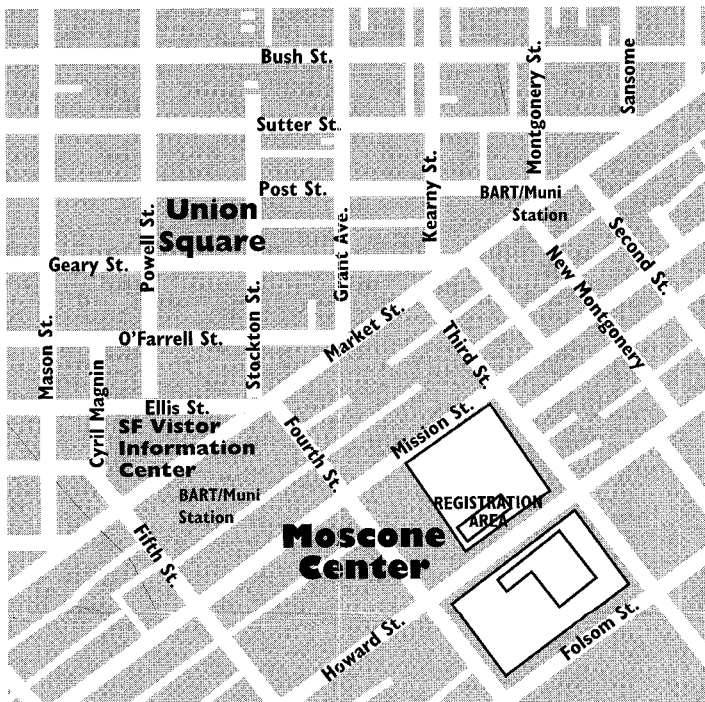 Bush St.
Montgomery St.
Sansome
Sutter St.
Kearny St.
Post St.
BART/Muni
Station
Union
Square
Powell St.
Grant Ave.
Second St.
New Montgomery
Geary St.
Stockton St.
Market St.
Mason St.
O'Farrell St.
Third St.
Cyril Magnin
Ellis St.
SF Vistor
Information
Center
Fourth St.
Mission St.
BART/Muni
Station
REGISTRATION
AREA
Moscone
Center
Fifth St.
Howard St.
Folsom St.